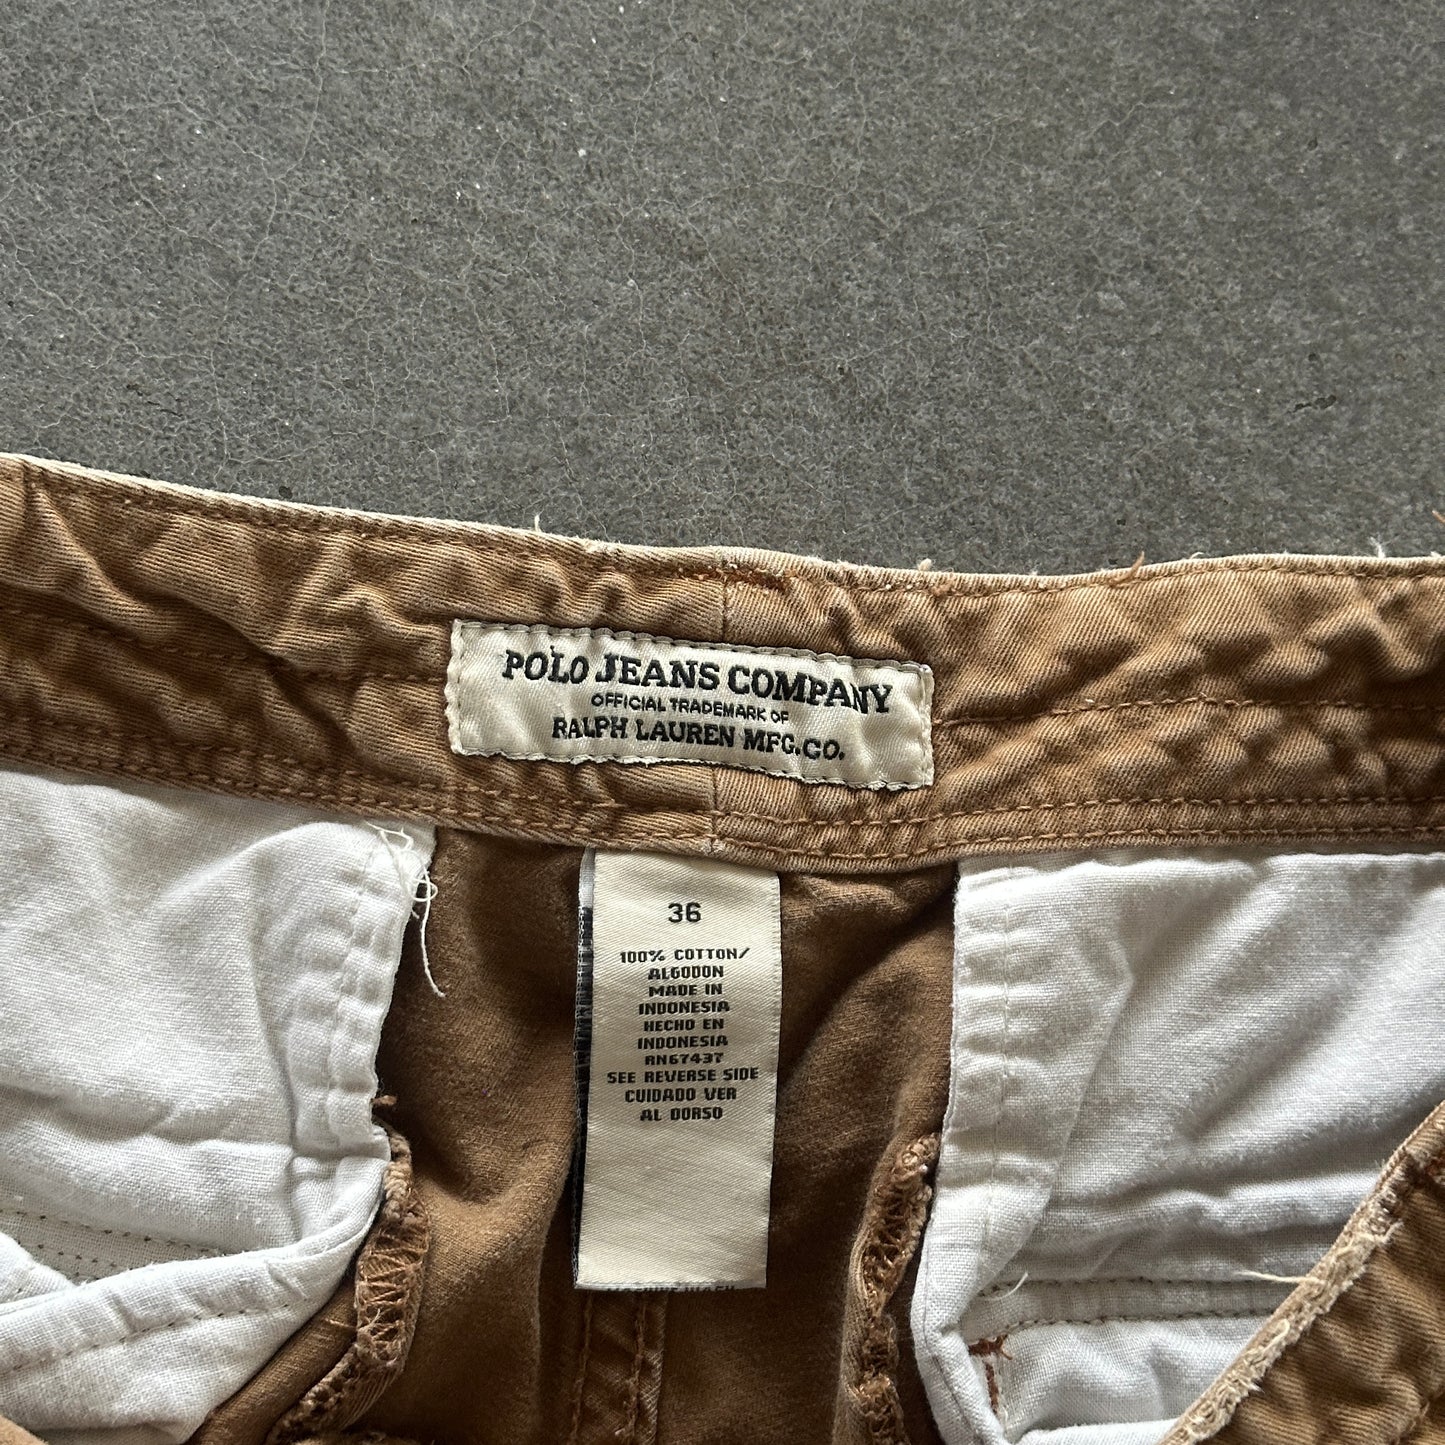 POLO JEANS COMPANY
OFFICIAL TRADEMARK OF
RALPH LAUREN MFG.CO.
36
100% COTTON/
ALGODON
MADE IN
INDONESIA
HECHO EN
INDONESIA
RN67437
SEE REVERSE SIDE
CUIDADO VER
AL DORSO